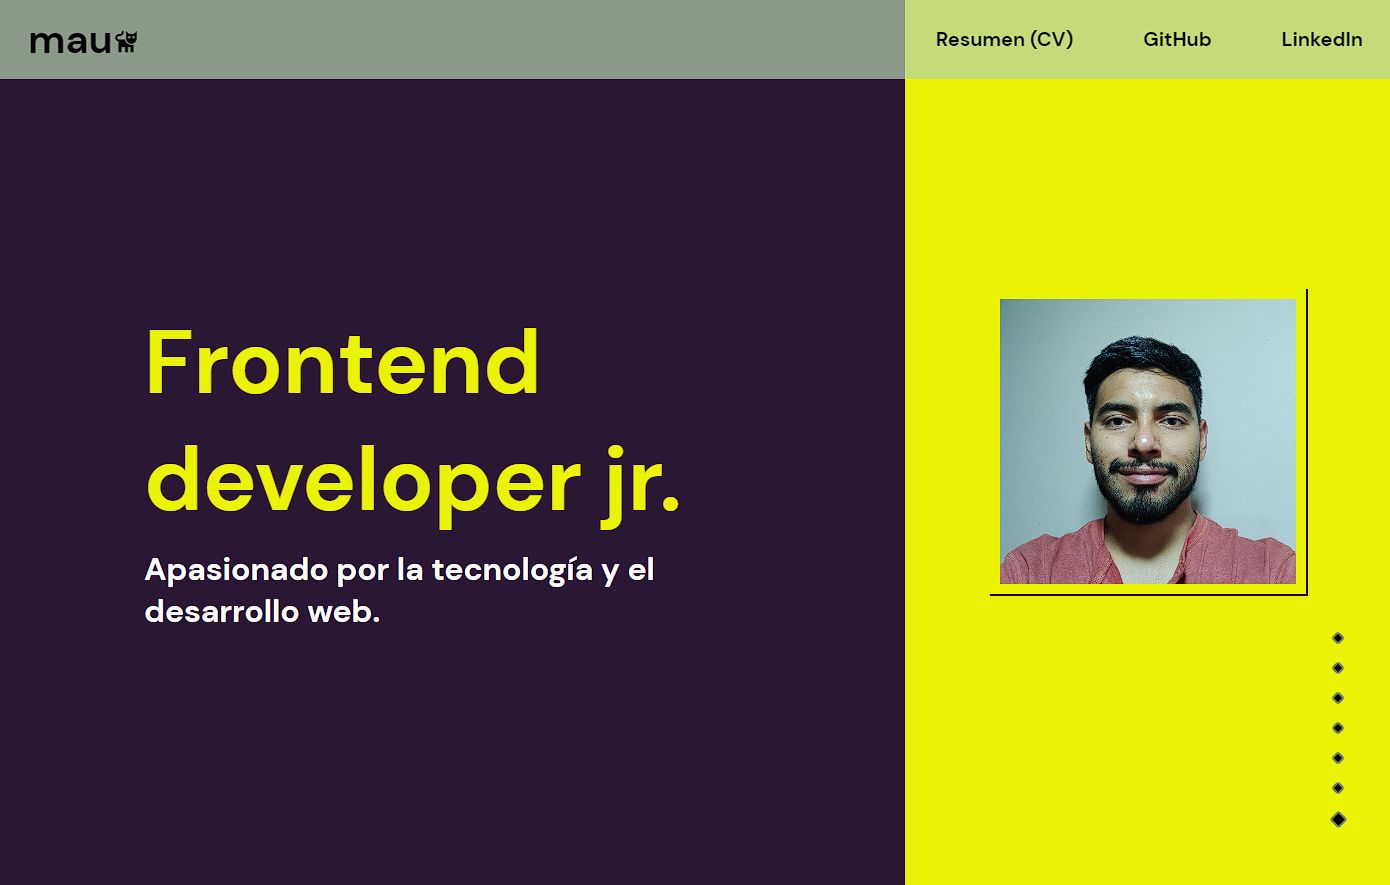 mau
Resumen (CV)
GitHub
LinkedIn
Frontend
developer jr.
Apasionado por la tecnología y el
desarrollo web.